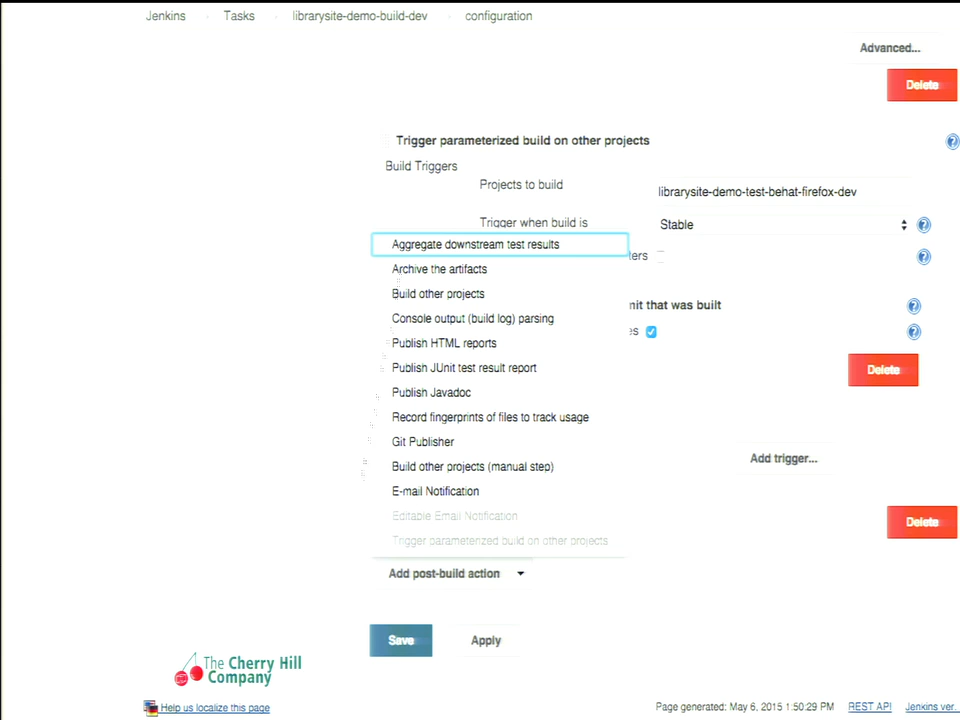 Jenkins Tasks librarysite-demo-build-dev configuration
Advanced...
Delete
Trigger parameterized build on other projects
Build Triggers
Projects to build
librarysite-demo-test-behat-firefox-dev
Trigger when build is
Stable
Aggregate downstream test results
ters
Archive the artifacts
Build other projects
nit that was built
Console output (build log) parsing
es
Publish HTML reports
Publish JUnit test result report
Delete
Publish Javadoc
Record fingerprints of files to track usage
Git Publisher
Add trigger...
Build other projects (manual step)
E-mail Notification
Editable Email Notification
Delete
Trigger parameterized build on other projects
Add post-build action
Save Apply
The Cherry Hill
Company
Help us localize this page
Page generated: May 6, 2015 1:50:29 PM REST API Jenkins ver.